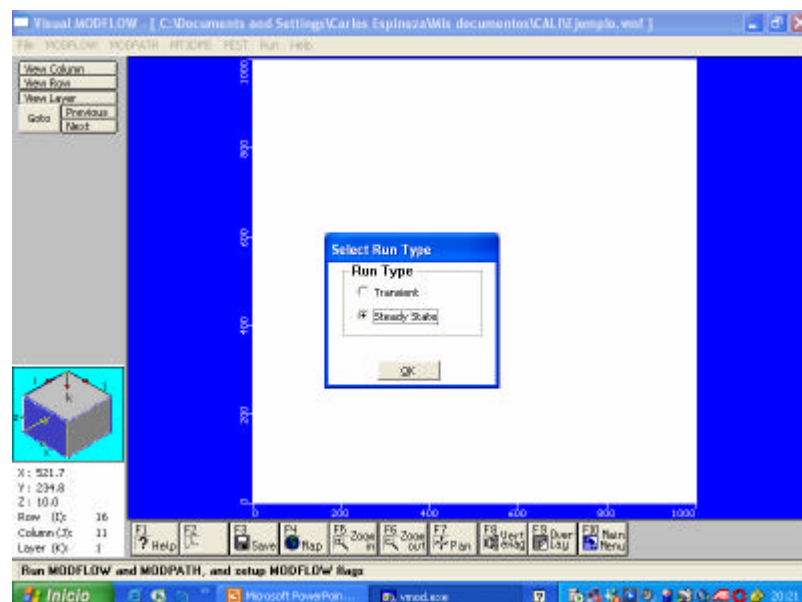 Visual MODFLOW - [ C:\Documents and Settings\Carlos Espinoza\Mis documentos\CALI\Ejemplo.vmf ]
File MODFLOW MODPATH MT3DMS PEST Run Help
View Column
View Row
View Layer
Goto
Previous
Next
1000
800
600
400
200
0
0 200 400 600 800 1000
Select Run Type
Run Type
Transient
Steady State
OK
X: 521.7
Y: 234.8
Z: 10.0
Row (I): 16
Column (J): 11
Layer (K): 1
F1 ? Help
F2
F3 Save
F4 Map
F5 Zoom in
F6 Zoom out
F7 Pan
F8 Vert exag
F9 Over Lay
F10 Main Menu
Run MODFLOW and MODPATH, and setup MODFLOW flags
Inicio
Microsoft PowerPoin...
vmod.exe
20:21